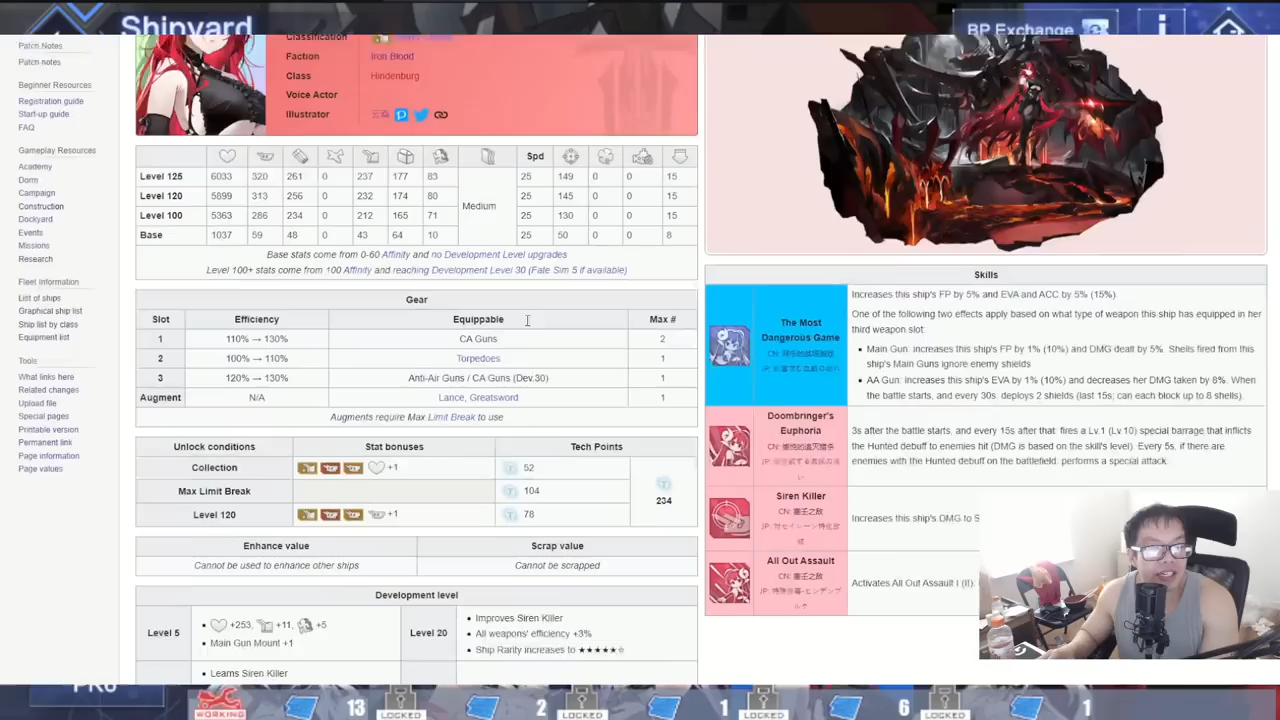 Shipyard
BP Exchange
Patch Notes
Patch notes
Beginner Resources
Registration guide
Start-up guide
FAQ
Gameplay Resources
Academy
Dorm
Campaign
Construction
Dockyard
Events
Missions
Research
Fleet Information
List of ships
Graphical ship list
Ship list by class
Equipment list
Tools
What links here
Related changes
Upload file
Special pages
Printable version
Permanent link
Page information
Page values
Classification
Faction Iron Blood
Class Hindenburg
Voice Actor
Illustrator
Spd
Level 125 6033 320 261 0 237 177 83 25 149 0 0 15
Level 120 5899 313 256 0 232 174 80 Medium 25 145 0 0 15
Level 100 5363 286 234 0 212 165 71 25 130 0 0 15
Base 1037 59 48 0 43 64 10 25 50 0 0 8
Base stats come from 0-60 Affinity and no Development Level upgrades
Level 100+ stats come from 100 Affinity and reaching Development Level 30 (Fate Sim 5 if available)
Gear
Slot Efficiency Equippable Max #
1 110% → 130% CA Guns 2
2 100% → 110% Torpedoes 1
3 120% → 130% Anti-Air Guns / CA Guns (Dev.30) 1
Augment N/A Lance, Greatsword 1
Augments require Max Limit Break to use
Unlock conditions Stat bonuses Tech Points
Collection +1 52
Max Limit Break 104 234
Level 120 +1 78
Enhance value Scrap value
Cannot be used to enhance other ships Cannot be scrapped
Development level
Level 5
+253, +11, +5
Main Gun Mount +1
Level 20
Improves Siren Killer
All weapons' efficiency +3%
Ship Rarity increases to ★★★★★☆
Learns Siren Killer
Skills
The Most
Dangerous Game
CN:
JP:
Increases this ship's FP by 5% and EVA and ACC by 5% (15%).
One of the following two effects apply based on what type of weapon this ship has equipped in her
third weapon slot:
Main Gun: increases this ship's FP by 1% (10%) and DMG dealt by 5%. Shells fired from this
ship's Main Guns ignore enemy shields
AA Gun: increases this ship's EVA by 1% (10%) and decreases her DMG taken by 8%. When
the battle starts, and every 30s: deploys 2 shields (last 15s; can each block up to 8 shells).
Doombringer's
Euphoria
CN:
JP:
3s after the battle starts, and every 15s after that: fires a Lv.1 (Lv.10) special barrage that inflicts
the Hunted debuff to enemies hit (DMG is based on the skill's level). Every 5s, if there are
enemies with the Hunted debuff on the battlefield: performs a special attack.
Siren Killer
CN: 塞壬之敌
JP:
Increases this ship's DMG to S
All Out Assault
CN: 塞壬之敌
JP:
Activates All Out Assault I (II):
PR6
WORKING 13 LOCKED 2 LOCKED 1 LOCKED 6 LOCKED 1